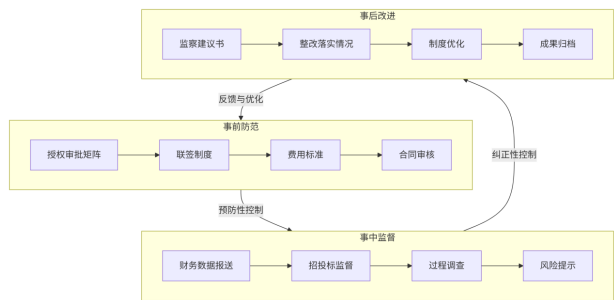 事后改进
监察建议书
整改落实情况
制度优化
成果归档
反馈与优化
事前防范
授权审批矩阵
联签制度
费用标准
合同审核
纠正性控制
预防性控制
事中监督
财务数据报送
招投标监督
过程调查
风险提示